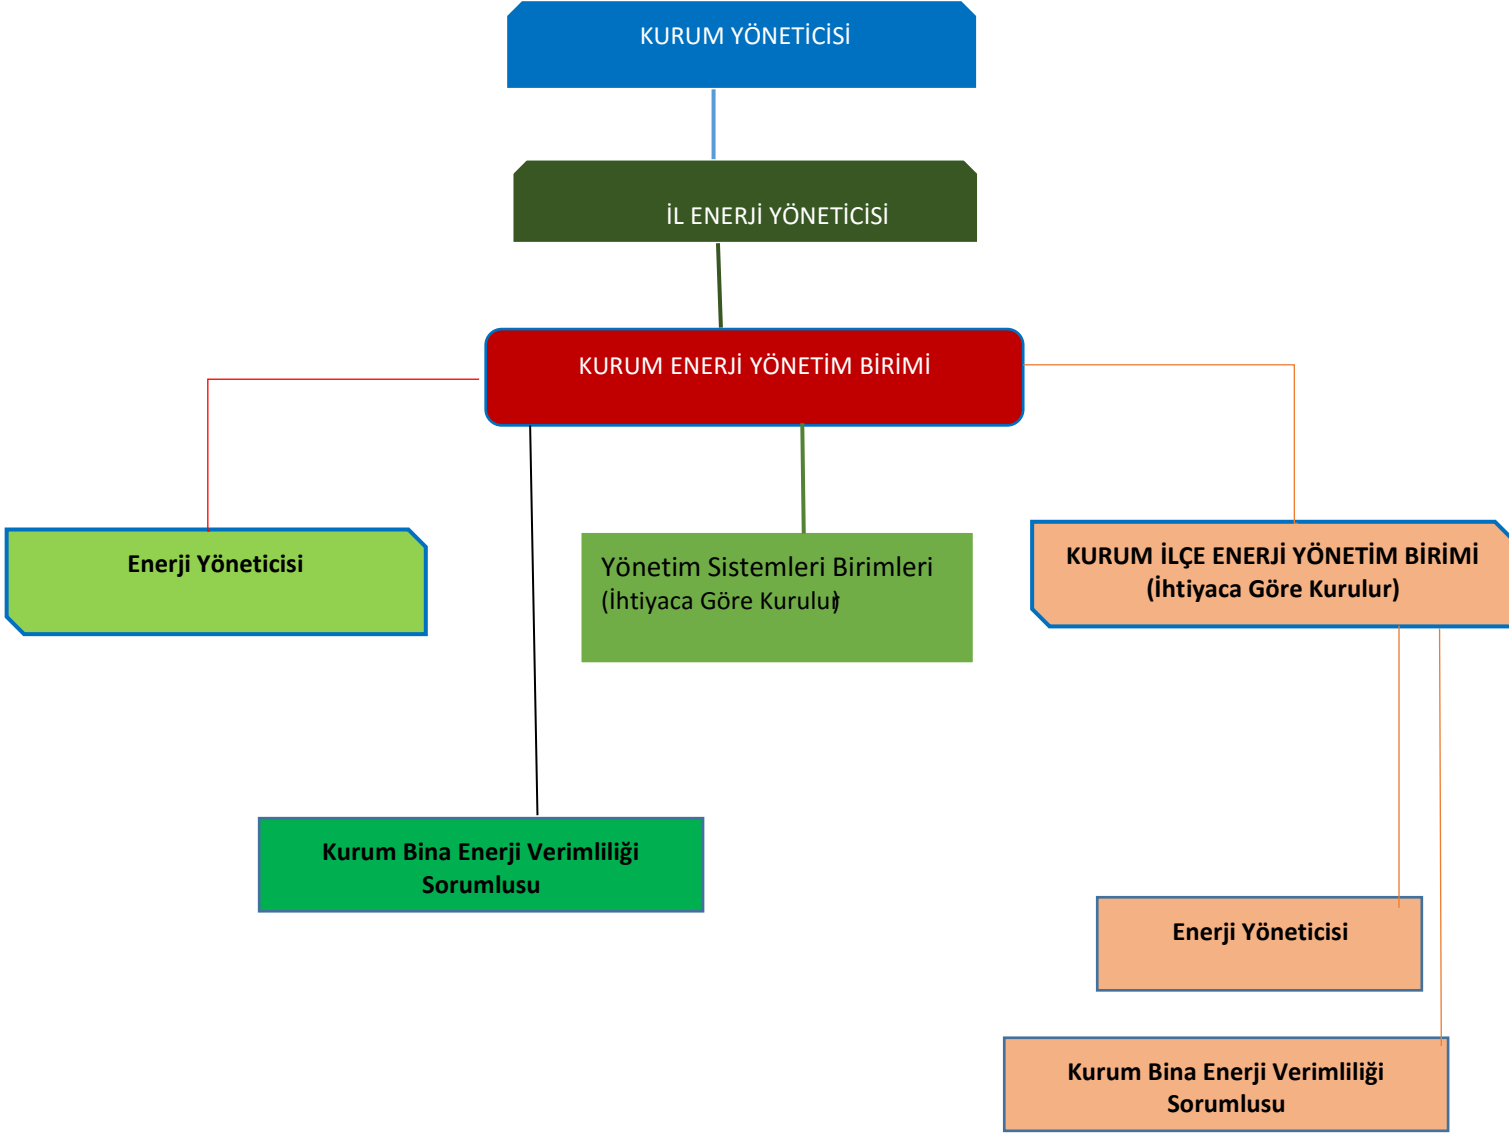 KURUM YÖNETİCİSİ
İL ENERJİ YÖNETİCİSİ
KURUM ENERJİ YÖNETİM BİRİMİ
Enerji Yöneticisi
Yönetim Sistemleri Birimleri
(İhtiyaca Göre Kurulur)
KURUM İLÇE ENERJİ YÖNETİM BİRİMİ
(İhtiyaca Göre Kurulur)
Kurum Bina Enerji Verimliliği
Sorumlusu
Enerji Yöneticisi
Kurum Bina Enerji Verimliliği
Sorumlusu